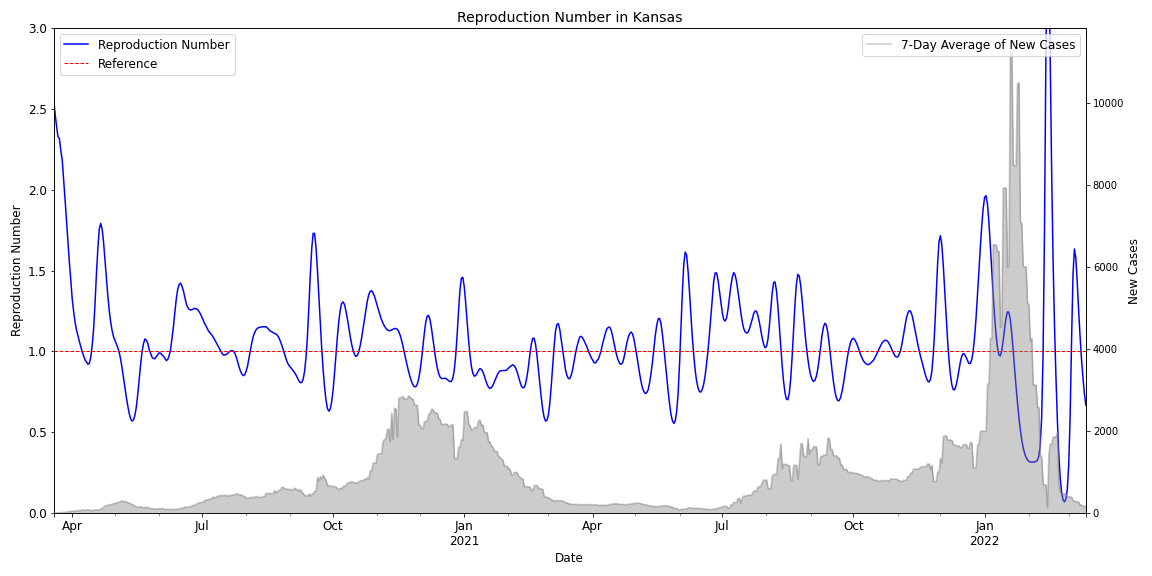 Reproduction Number in Kansas
Reproduction Number
Reference
7-Day Average of New Cases
3.0
2.5
2.0
1.5
1.0
0.5
0.0
Reproduction Number
10000
8000
6000
4000
2000
0
New Cases
Apr
Jul
Oct
Jan
2021
Apr
Jul
Oct
Jan
2022
Date